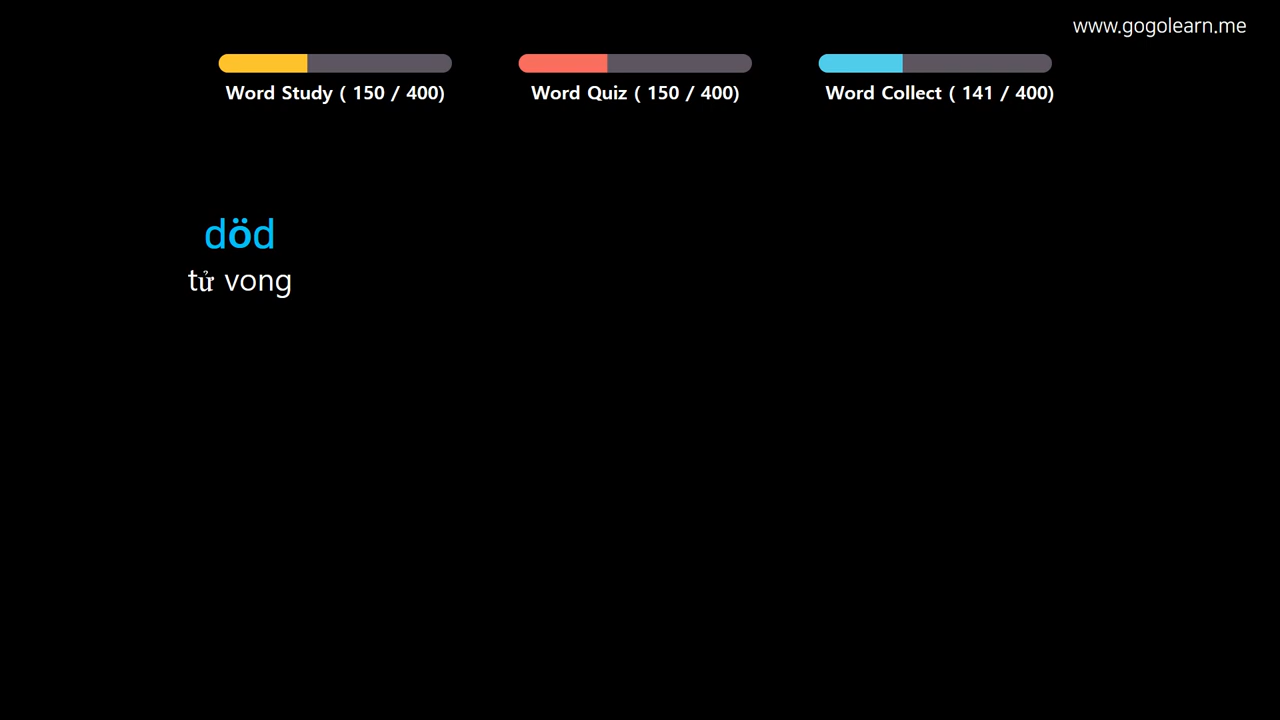 www.gogolearn.me
Word Study ( 150 / 400)
Word Quiz ( 150 / 400)
Word Collect ( 141 / 400)
död
tử vong